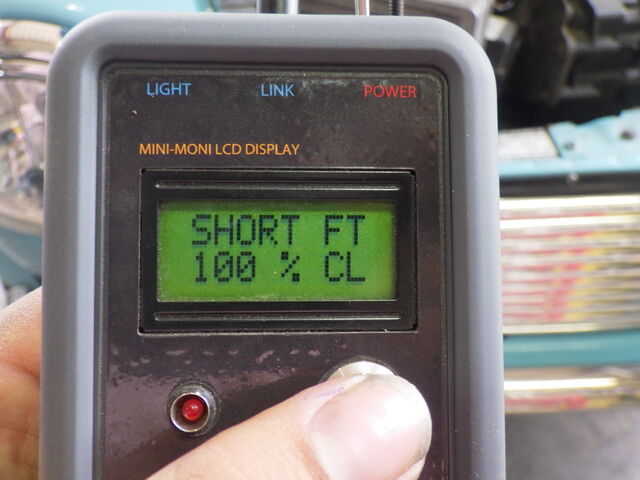 LIGHT LINK POWER
MINI-MONI LCD DISPLAY
SHORT FT
100 % CL